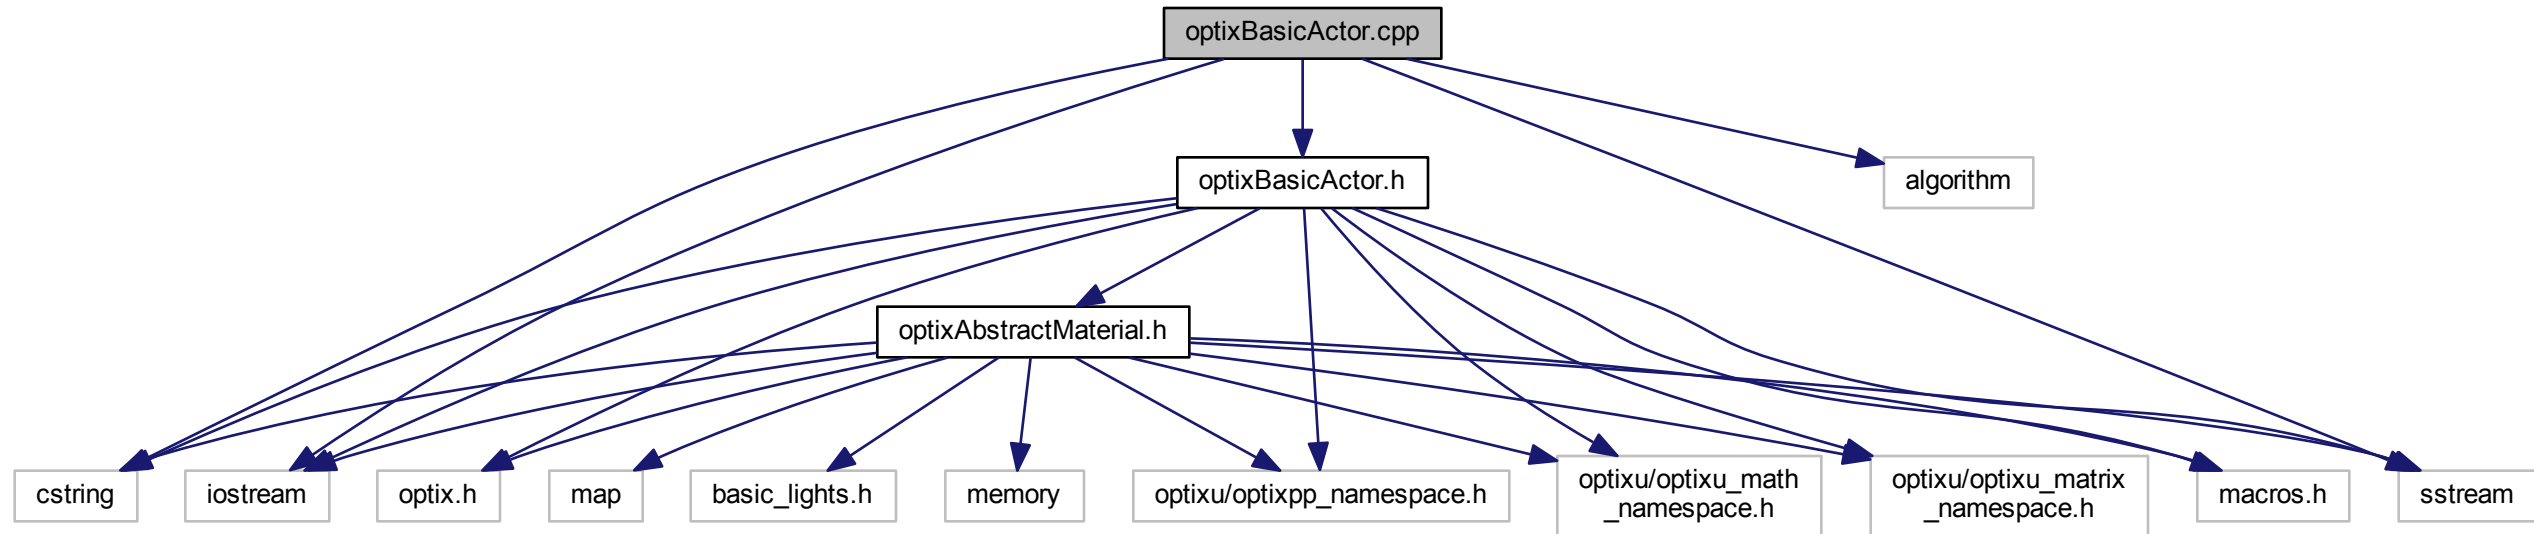 optixBasicActor.cpp
optixBasicActor.h
algorithm
optixAbstractMaterial.h
cstring
iostream
optix.h
map
basic_lights.h
memory
optixu/optixpp_namespace.h
optixu/optixu_math
_namespace.h
optixu/optixu_matrix
_namespace.h
macros.h
sstream